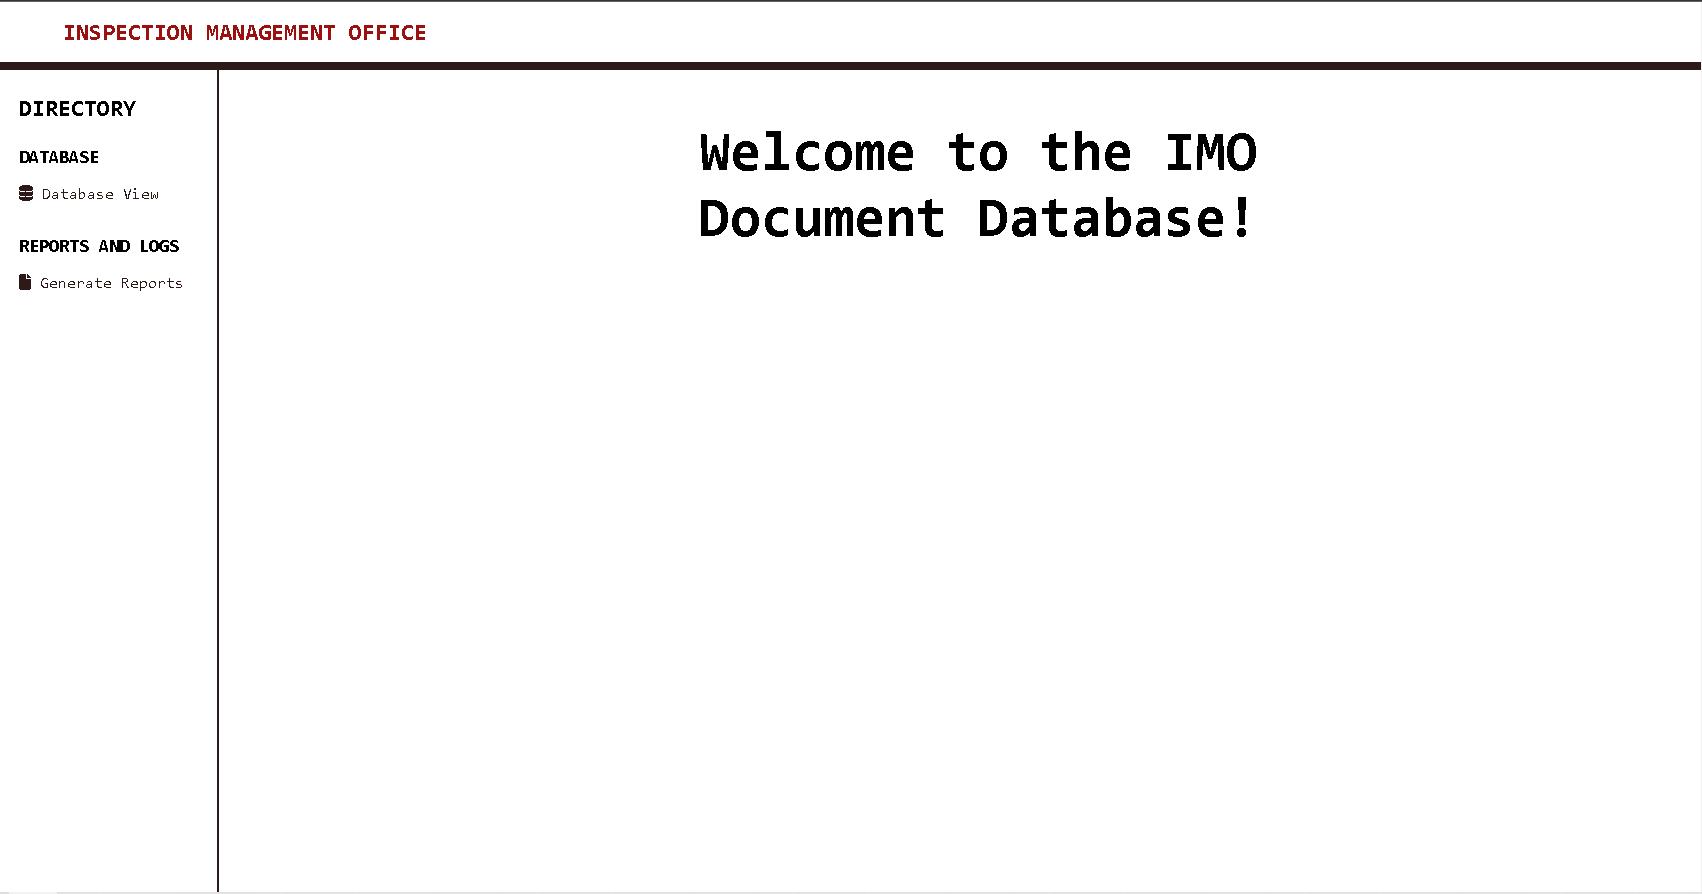 INSPECTION MANAGEMENT OFFICE
DIRECTORY
DATABASE
Database View
REPORTS AND LOGS
Generate Reports
Welcome to the IMO
Document Database!